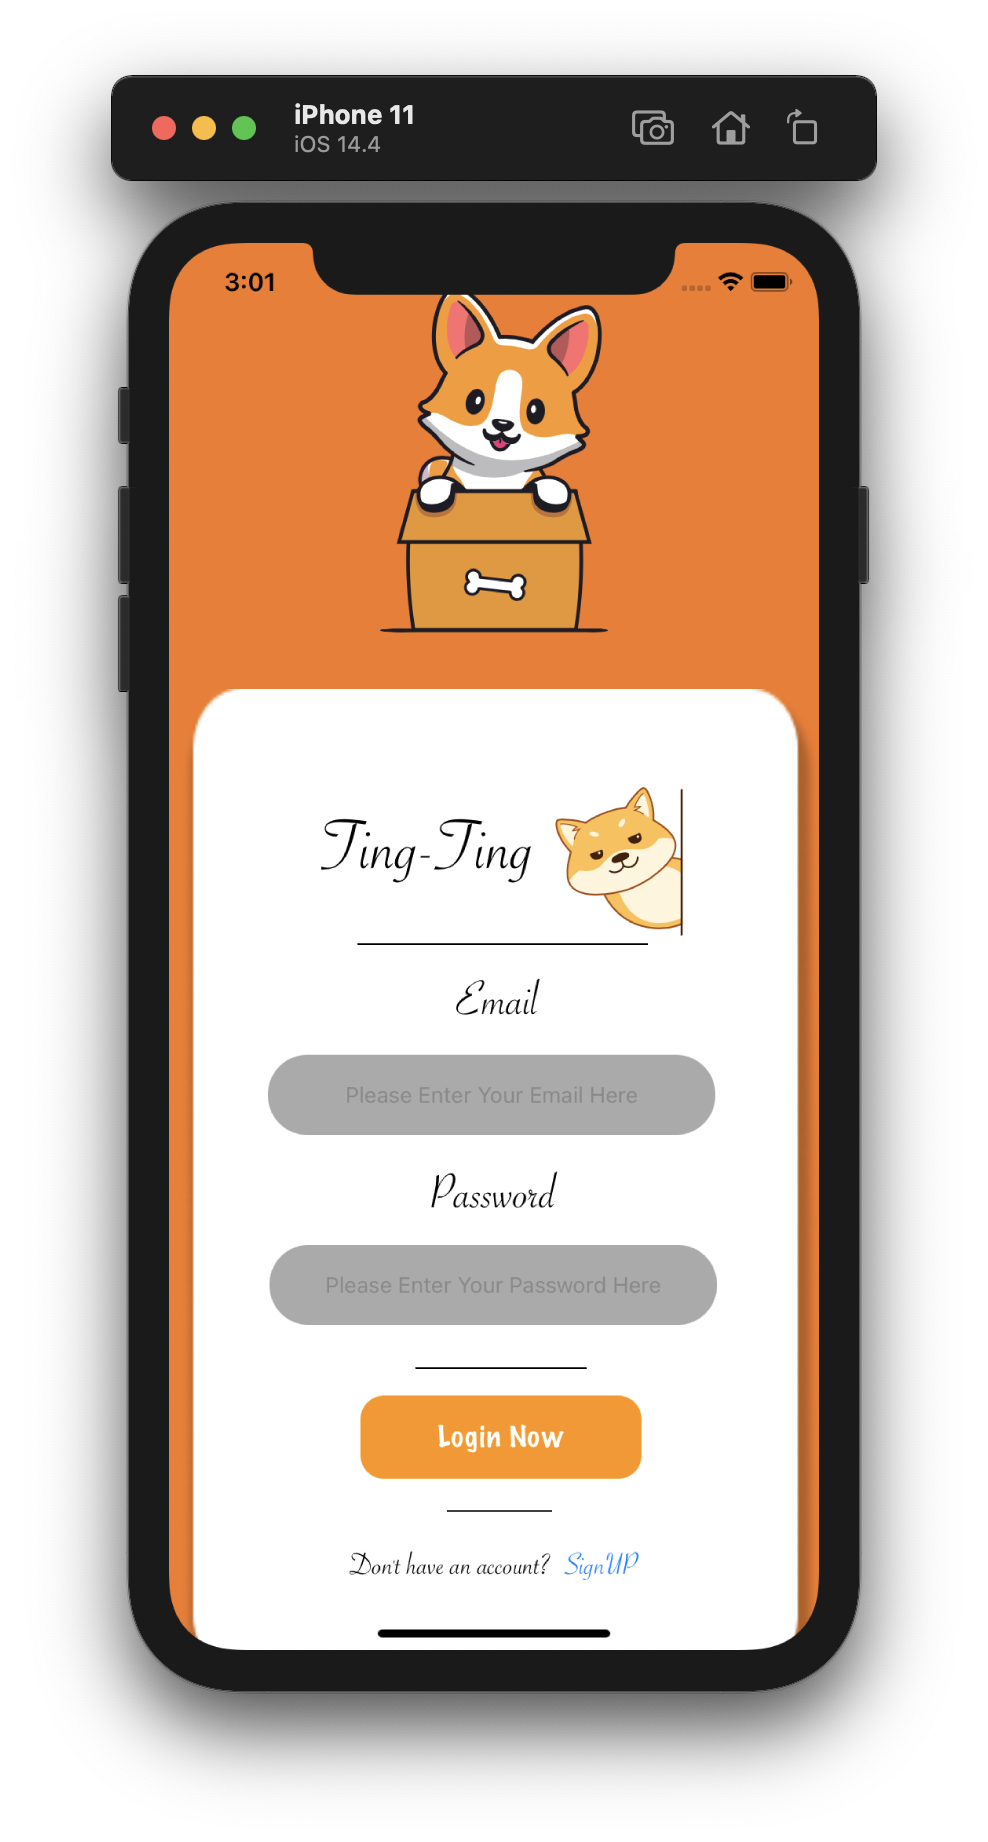 iPhone 11
iOS 14.4
3:01
Ting-Ting
Email
Please Enter Your Email Here
Password
Please Enter Your Password Here
Login Now
Don't have an account? SignUP